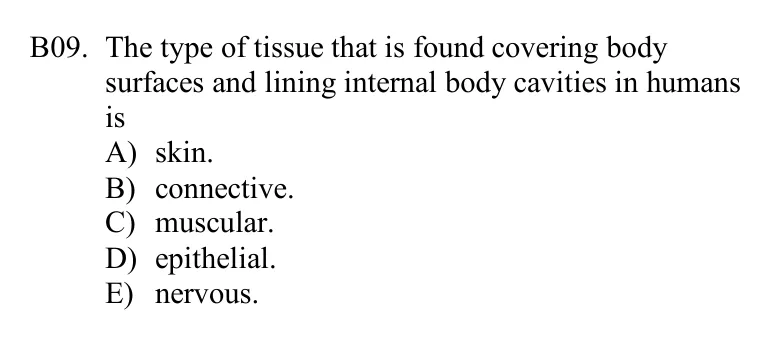 B09. The type of tissue that is found covering body
surfaces and lining internal body cavities in humans
is
A) skin.
B) connective.
C) muscular.
D) epithelial.
E) nervous.